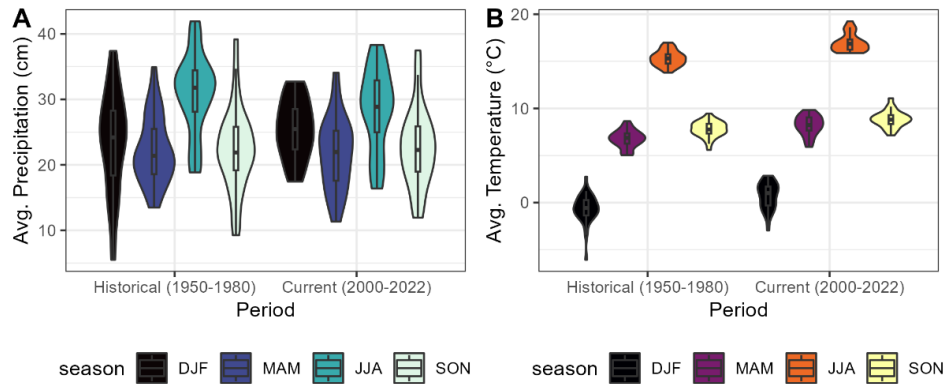 A
Avg. Precipitation (cm)
40
30
20
10
Historical (1950-1980) Current (2000-2022)
Period
season DJF MAM JJA SON
B
Avg. Temperature (°C)
20
10
0
Historical (1950-1980) Current (2000-2022)
Period
season DJF MAM JJA SON